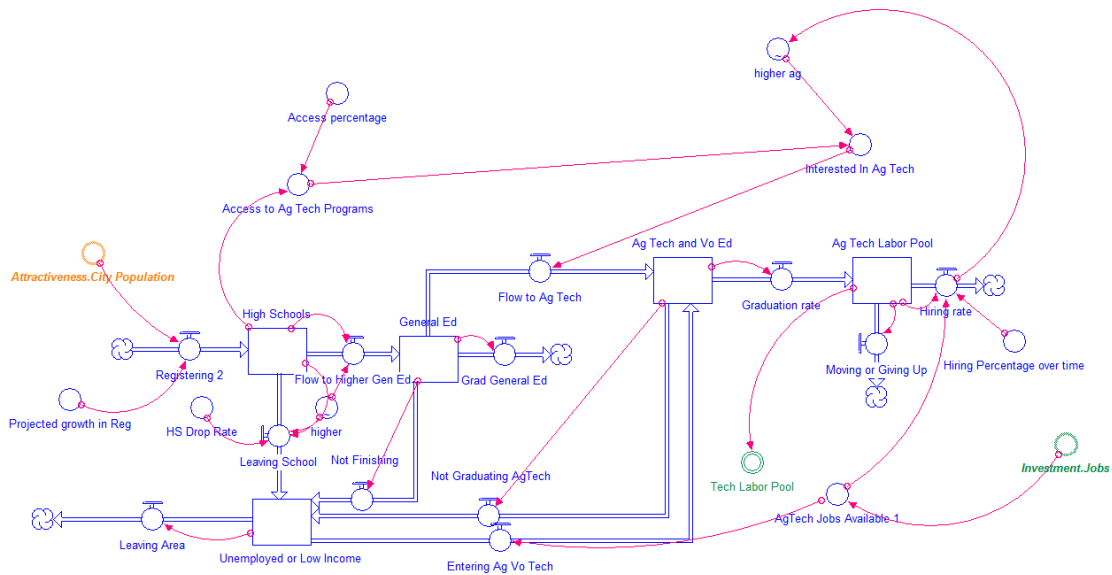 higher ag
Access percentage
Interested In Ag Tech
Access to Ag Tech Programs
Ag Tech and Vo Ed
Ag Tech Labor Pool
Attractiveness.City Population
Flow to Ag Tech
Graduation rate
Hiring rate
High Schools
General Ed
Registering 2
Flow to Higher Gen Ed
Grad General Ed
Moving or Giving Up
Hiring Percentage over time
Projected growth in Reg
HS Drop Rate
higher
Leaving School
Not Finishing
Not Graduating AgTech
Tech Labor Pool
Investment.Jobs
AgTech Jobs Available 1
Leaving Area
Unemployed or Low Income
Entering Ag Vo Tech